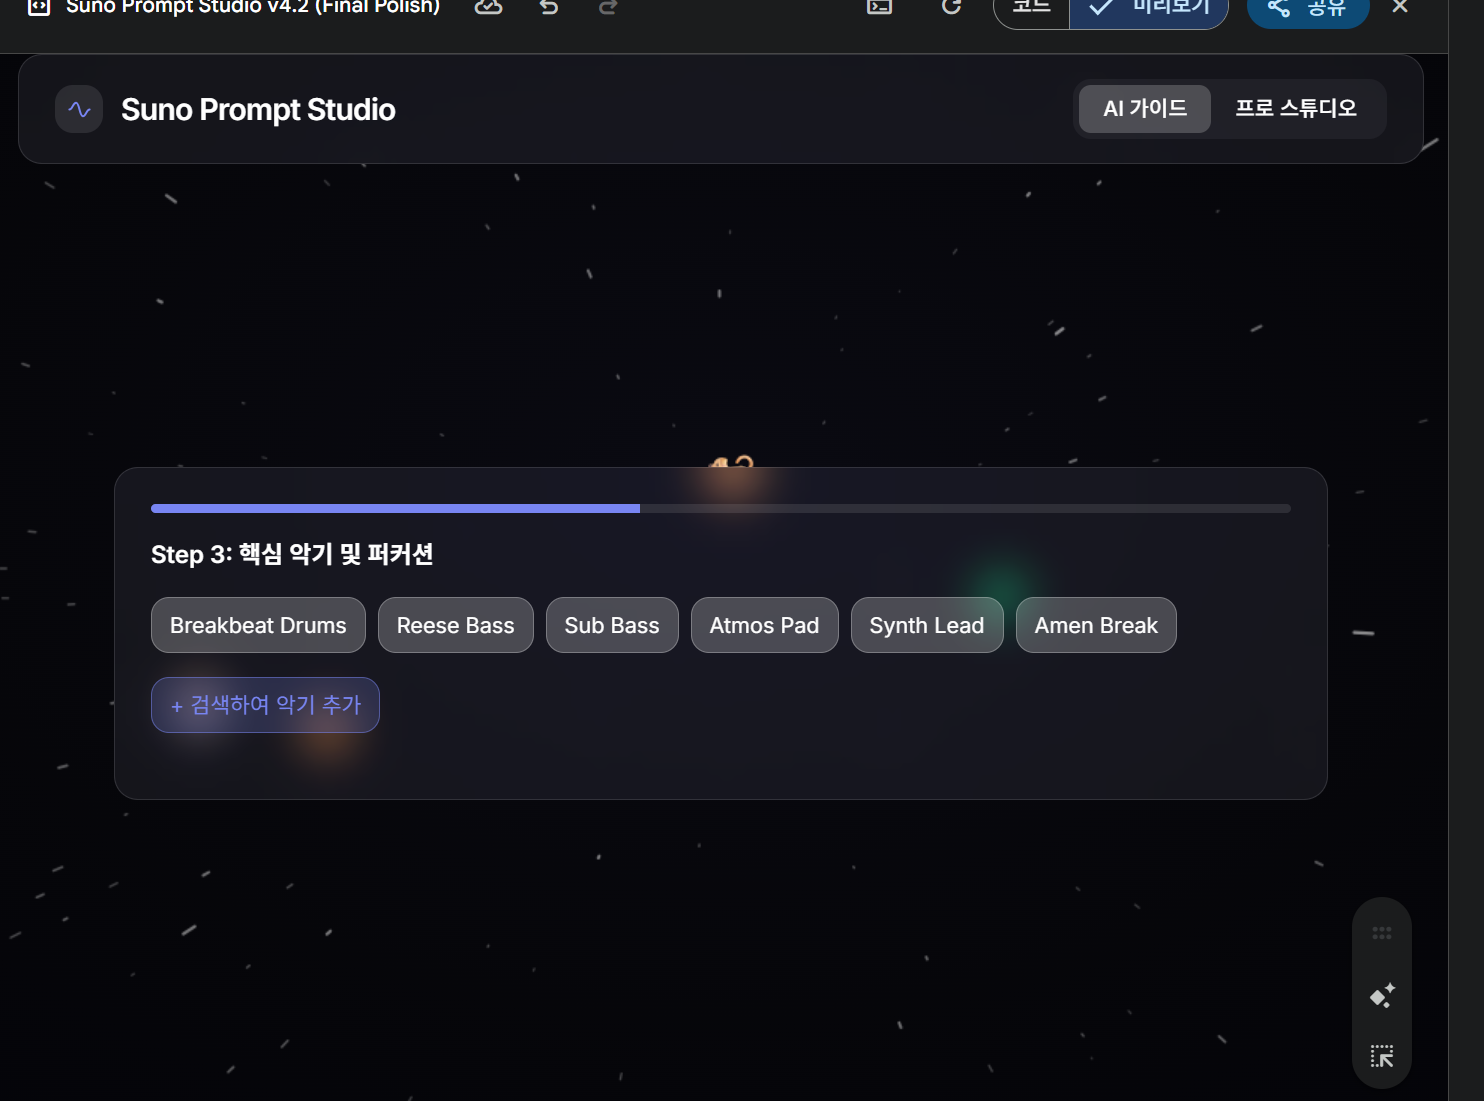 Suno Prompt Studio v4.2 (Final Polish)
코드
미리보기
공유
Suno Prompt Studio
AI 가이드
프로 스튜디오
Step 3: 핵심 악기 및 퍼커션
Breakbeat Drums
Reese Bass
Sub Bass
Atmos Pad
Synth Lead
Amen Break
+ 검색하여 악기 추가